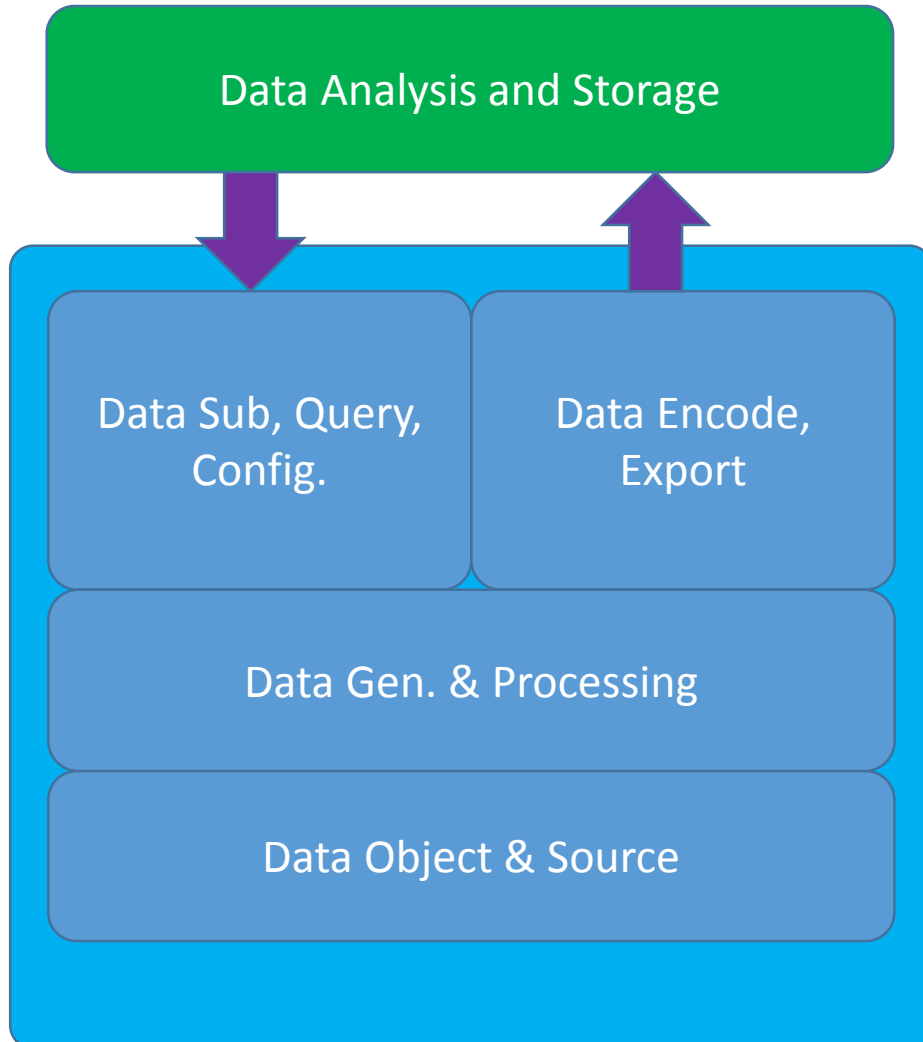 Data Analysis and Storage
Data Sub, Query,
Config.
Data Encode,
Export
Data Gen. & Processing
Data Object & Source